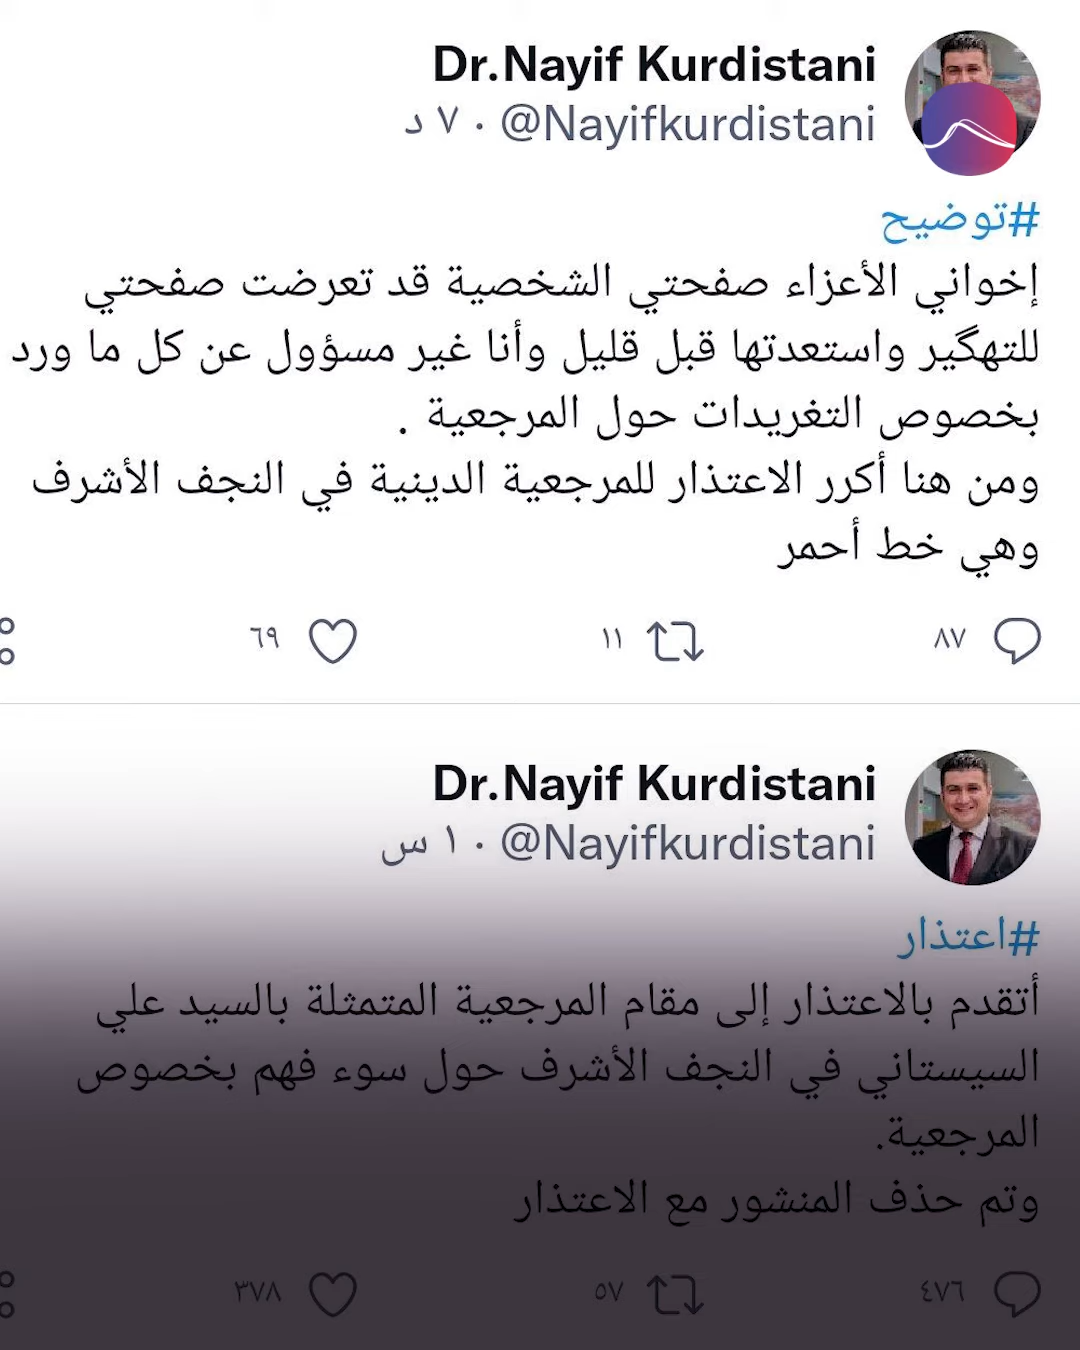 Dr.Nayif Kurdistani
@Nayifkurdistani · ٧ د
#توضيح
إخواني الأعزاء صفحتي الشخصية قد تعرضت صفحتي
للتهگير واستعدتها قبل قليل وأنا غير مسؤول عن كل ما ورد
بخصوص التغريدات حول المرجعية .
ومن هنا أكرر الاعتذار للمرجعية الدينية في النجف الأشرف
وهي خط أحمر
٨٧ ١١ ٦٩
Dr.Nayif Kurdistani
@Nayifkurdistani · ١ س
#اعتذار
أتقدم بالاعتذار إلى مقام المرجعية المتمثلة بالسيد علي
السيستاني في النجف الأشرف حول سوء فهم بخصوص
المرجعية.
وتم حذف المنشور مع الاعتذار
٤٧٦ ٥٧ ٣٧٨